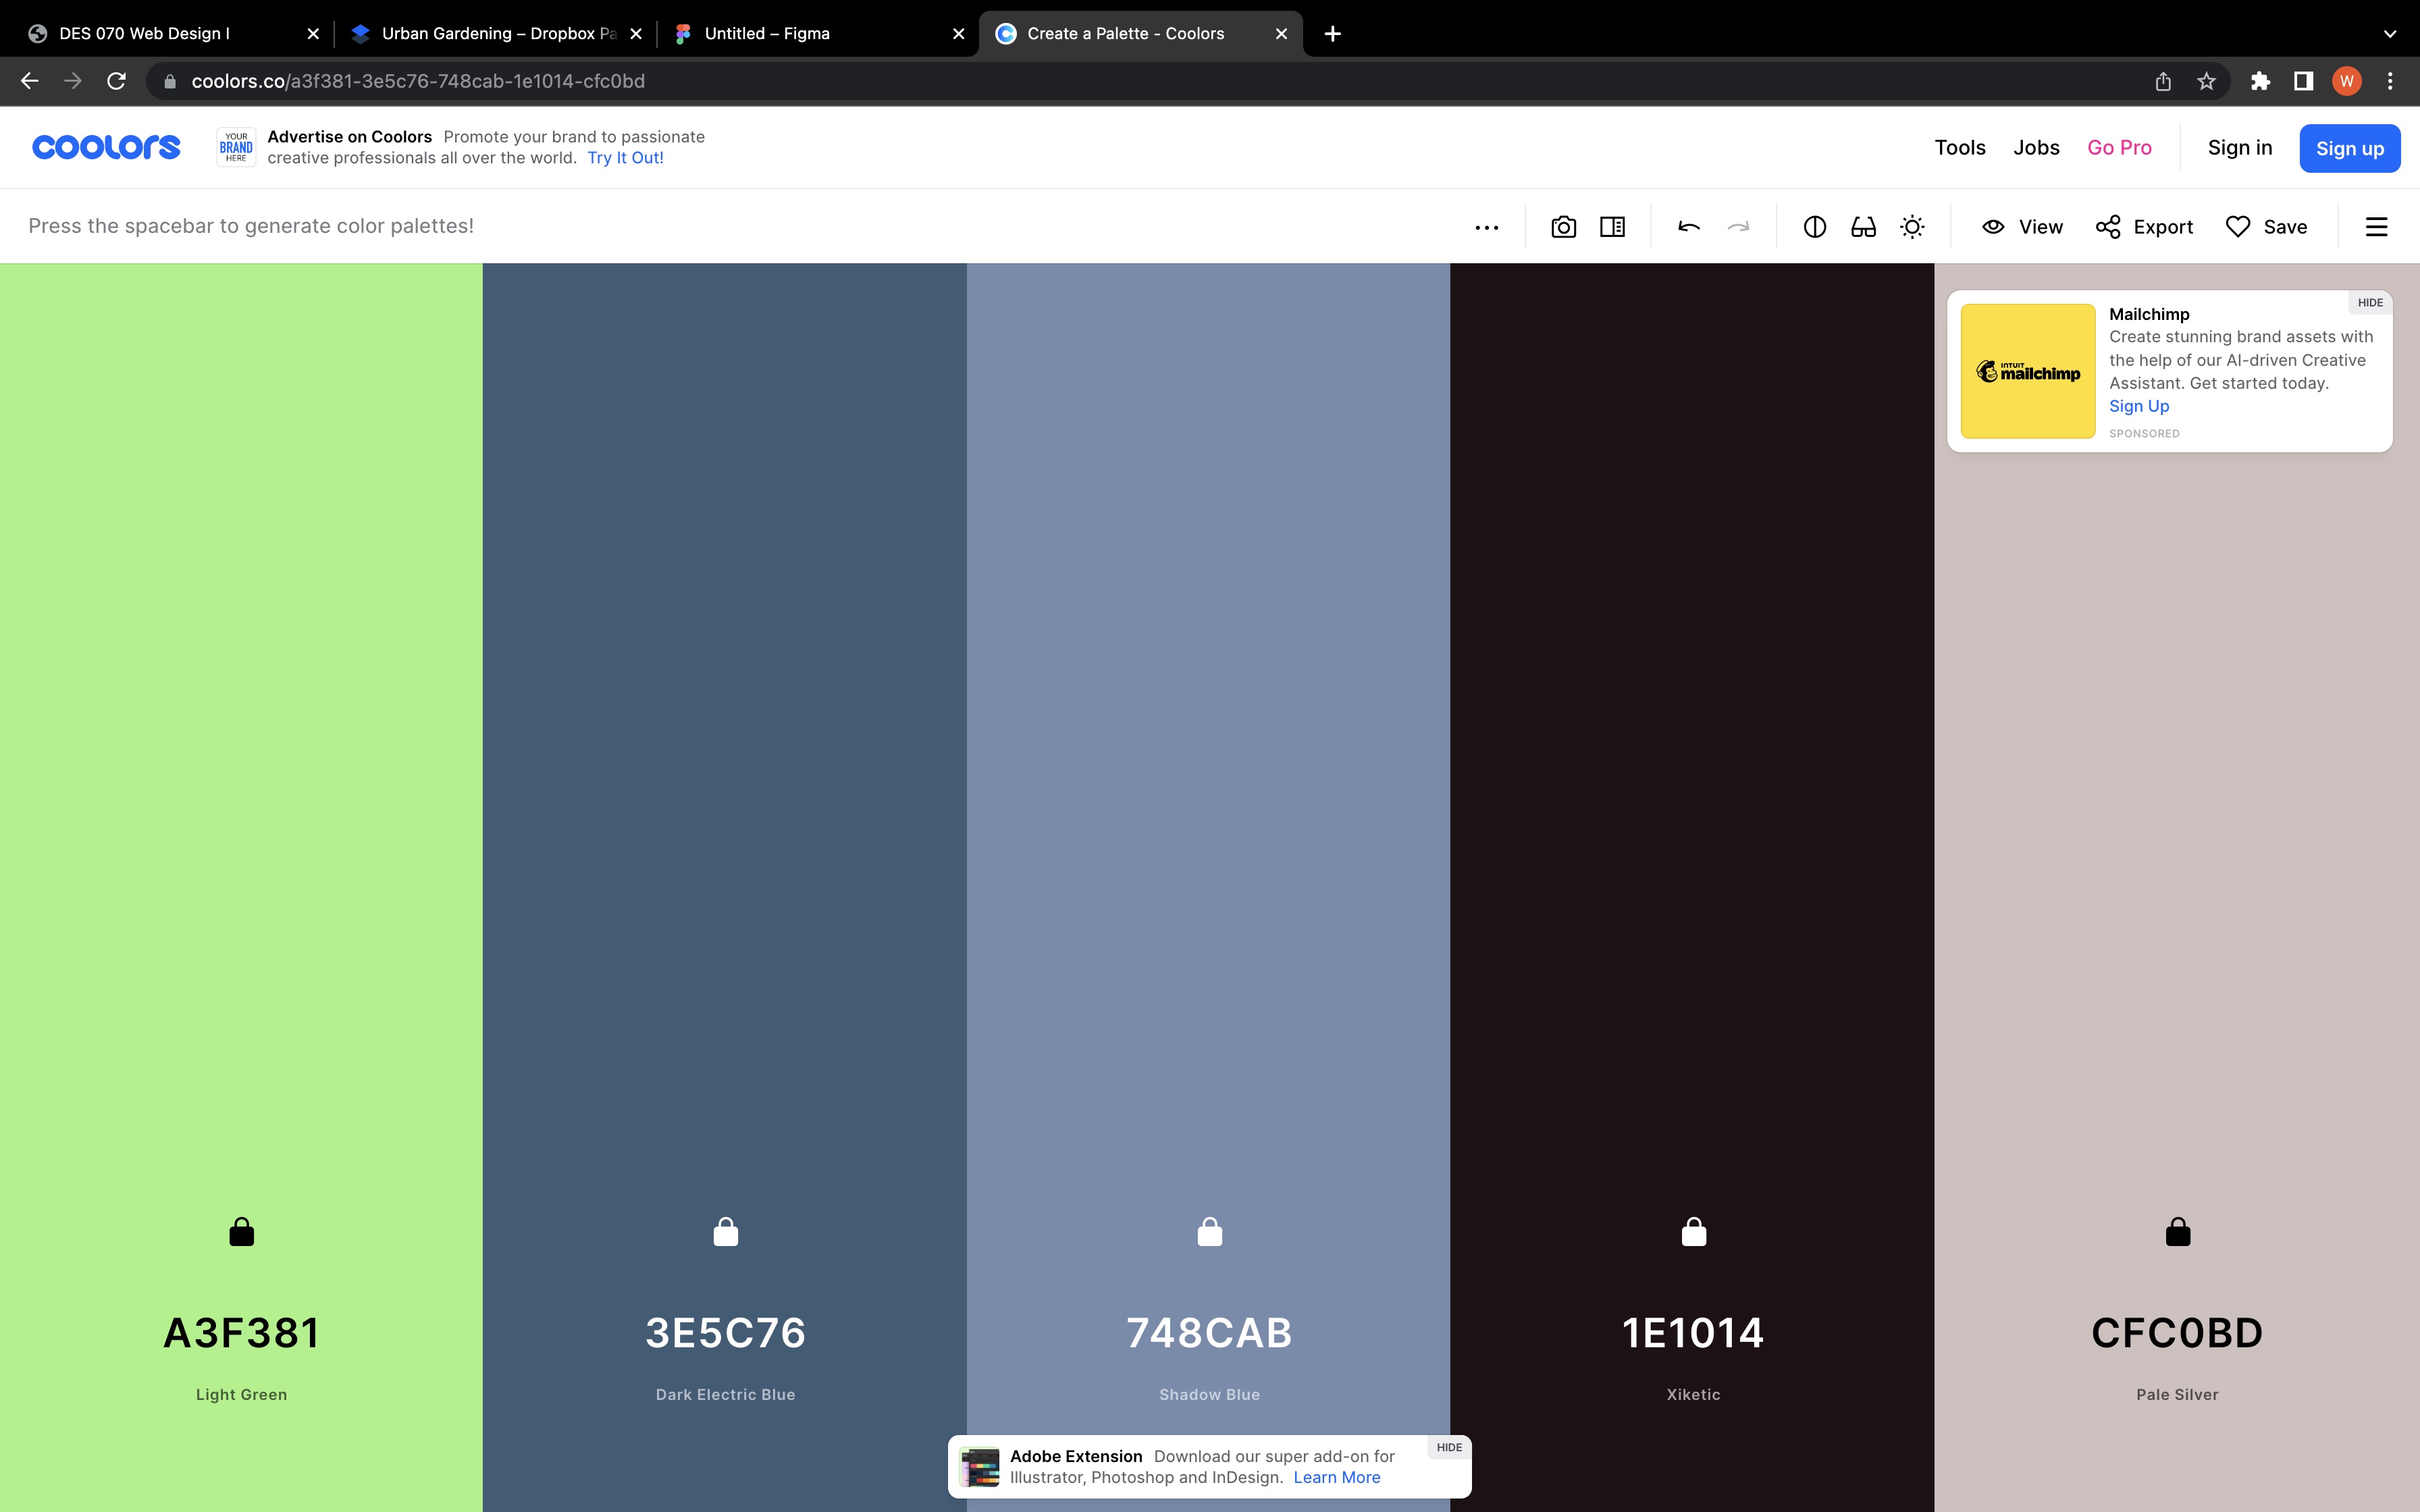 DES 070 Web Design I
Urban Gardening – Dropbox Pa
Untitled – Figma
Create a Palette - Coolors
coolors.co/a3f381-3e5c76-748cab-1e1014-cfc0bd
W
coolors
YOUR
BRAND
HERE
Advertise on Coolors Promote your brand to passionate
creative professionals all over the world. Try It Out!
Tools
Jobs
Go Pro
Sign in
Sign up
Press the spacebar to generate color palettes!
View
Export
Save
HIDE
INTUIT
mailchimp
Mailchimp
Create stunning brand assets with
the help of our AI-driven Creative
Assistant. Get started today.
Sign Up
SPONSORED
A3F381
Light Green
3E5C76
Dark Electric Blue
748CAB
Shadow Blue
1E1014
Xiketic
CFC0BD
Pale Silver
HIDE
Adobe Extension Download our super add-on for
Illustrator, Photoshop and InDesign. Learn More